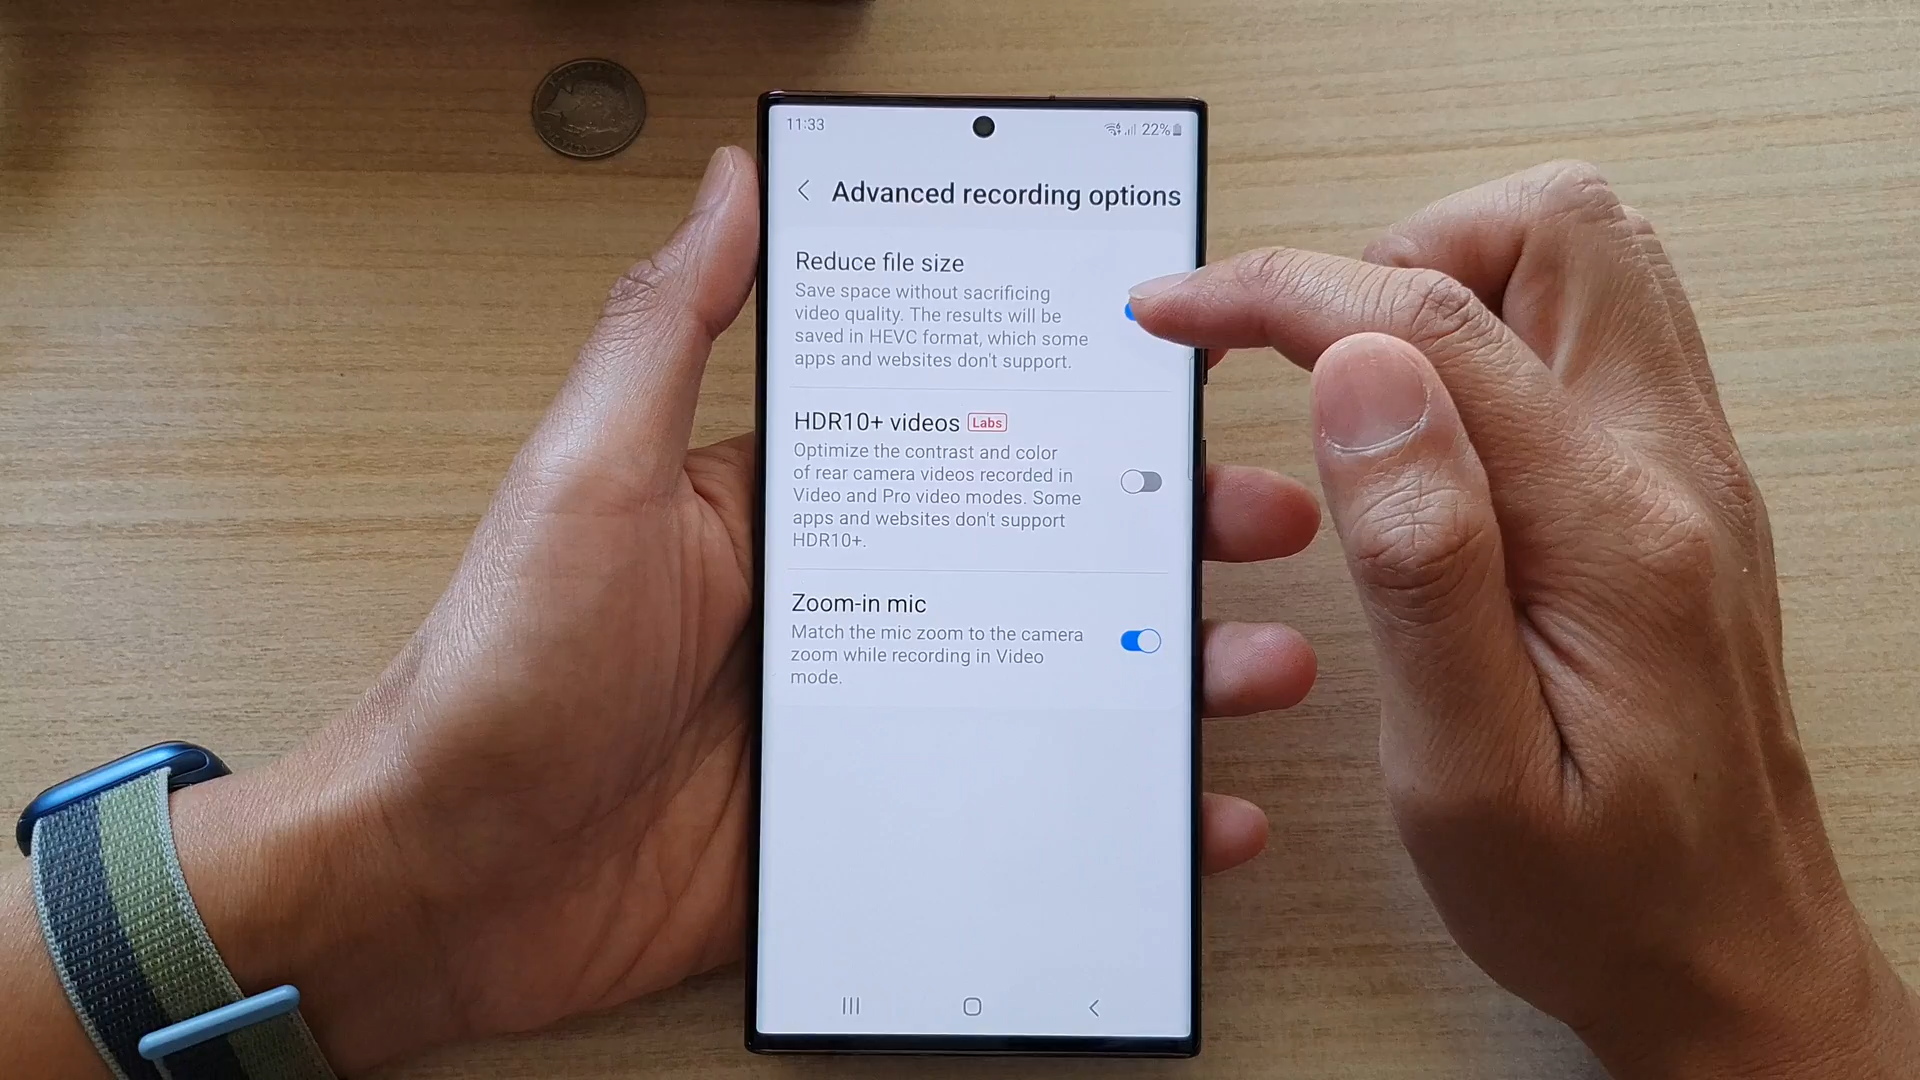 11:33
22%
Advanced recording options
Reduce file size
Save space without sacrificing
video quality. The results will be
saved in HEVC format, which some
apps and websites don't support.
HDR10+ videos Labs
Optimize the contrast and color
of rear camera videos recorded in
Video and Pro video modes. Some
apps and websites don't support
HDR10+.
Zoom-in mic
Match the mic zoom to the camera
zoom while recording in Video
mode.